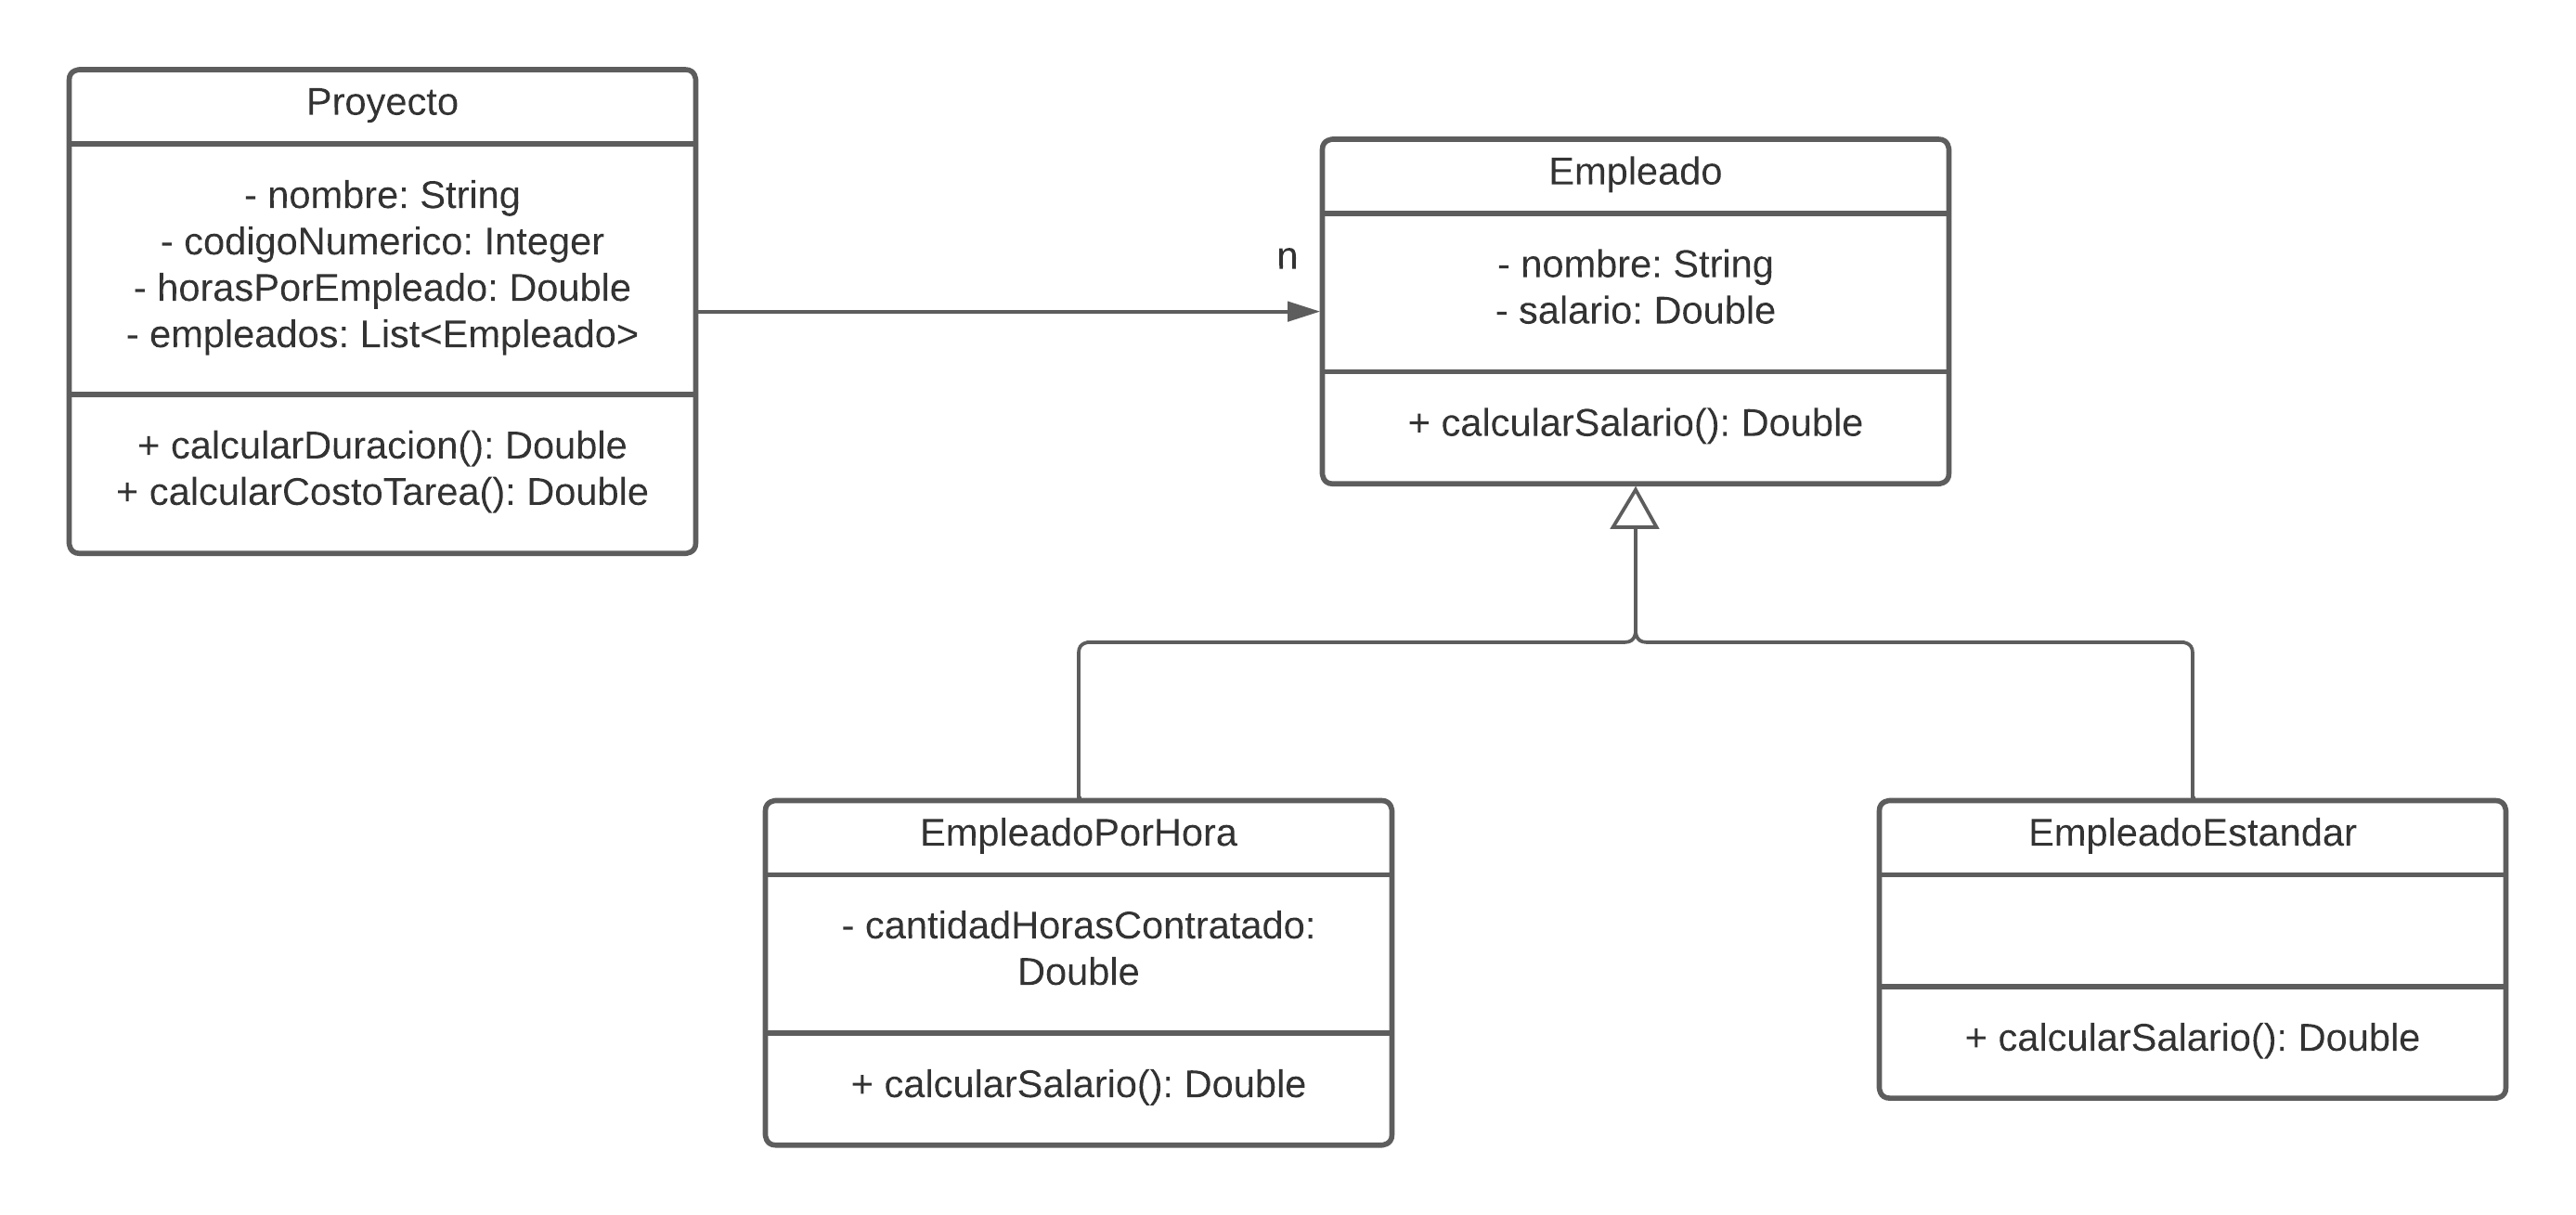 Proyecto
- nombre: String
- codigoNumerico: Integer
- horasPorEmpleado: Double
- empleados: List<Empleado>
+ calcularDuracion(): Double
+ calcularCostoTarea(): Double
n
Empleado
- nombre: String
- salario: Double
+ calcularSalario(): Double
EmpleadoPorHora
- cantidadHorasContratado:
Double
+ calcularSalario(): Double
EmpleadoEstandar
+ calcularSalario(): Double